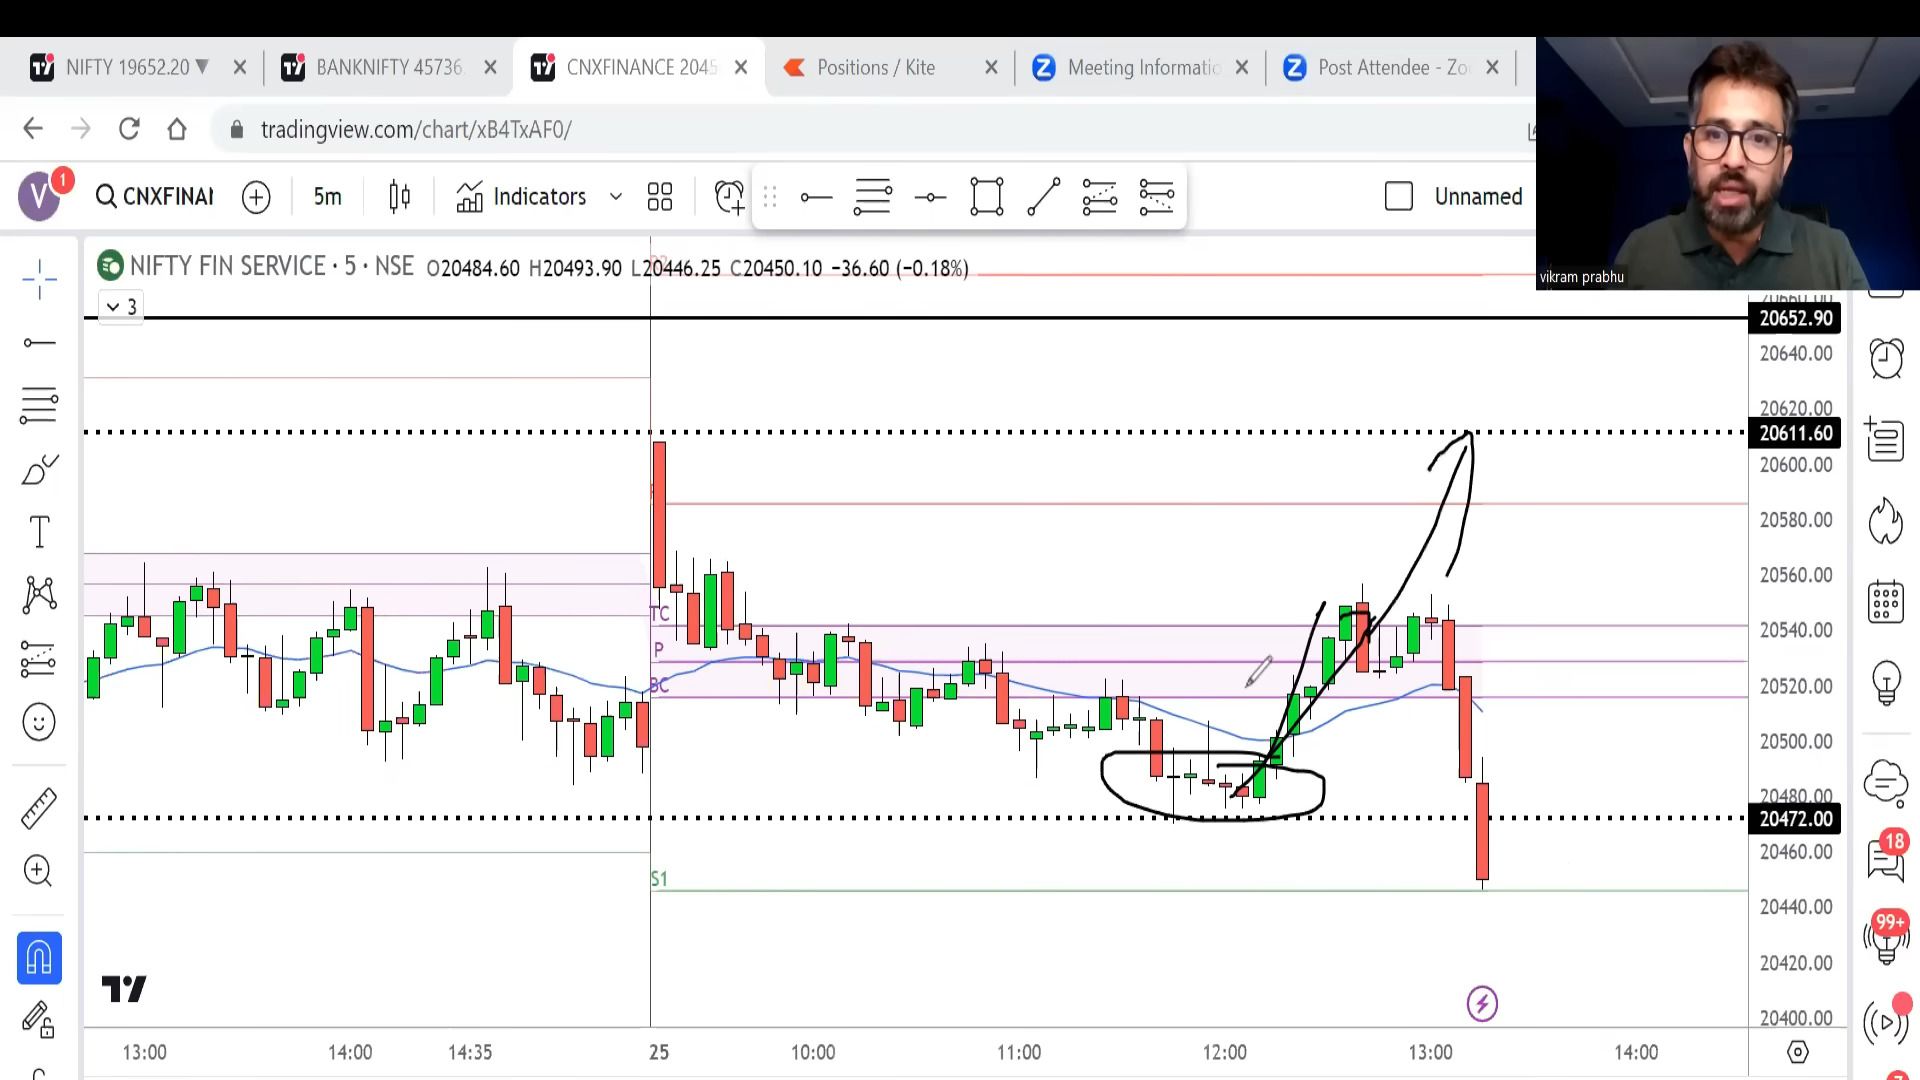 NIFTY 19652.20 ▼
BANKNIFTY 45736
CNXFINANCE 2045
Positions / Kite
Meeting Informatio
Post Attendee - Zo
tradingview.com/chart/xB4TxAF0/
V
1
CNXFINAN
5m
Indicators
Unnamed
vikram prabhu
NIFTY FIN SERVICE · 5 · NSE O20484.60 H20493.90 L20446.25 C20450.10 −36.60 (−0.18%)
3
20660.00
20652.90
20640.00
20620.00
20611.60
20600.00
20580.00
20560.00
TC
20540.00
P
BC
20520.00
20500.00
20480.00
20472.00
20460.00
S1
20440.00
20420.00
20400.00
18
99+
13:00
14:00
14:35
25
10:00
11:00
12:00
13:00
14:00